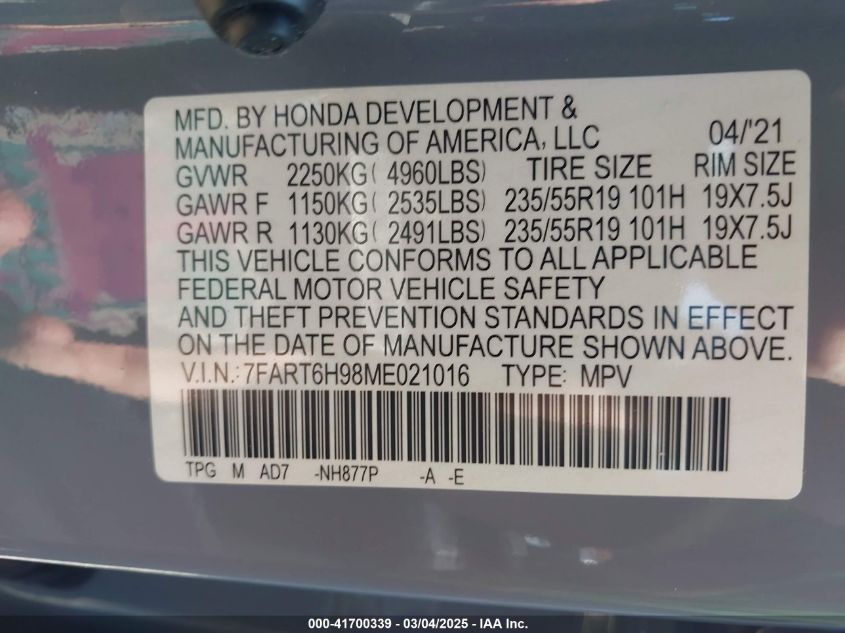 MFD. BY HONDA DEVELOPMENT &
MANUFACTURING OF AMERICA, LLC 04/'21
GVWR 2250KG( 4960LBS) TIRE SIZE RIM SIZE
GAWR F 1150KG( 2535LBS) 235/55R19 101H 19X7.5J
GAWR R 1130KG( 2491LBS) 235/55R19 101H 19X7.5J
THIS VEHICLE CONFORMS TO ALL APPLICABLE
FEDERAL MOTOR VEHICLE SAFETY
AND THEFT PREVENTION STANDARDS IN EFFECT
ON THE DATE OF MANUFACTURE SHOWN ABOVE.
V.I.N.: 7FART6H98ME021016 TYPE: MPV
TPG M AD7 -NH877P -A -E
000-41700339 - 03/04/2025 - IAA Inc.